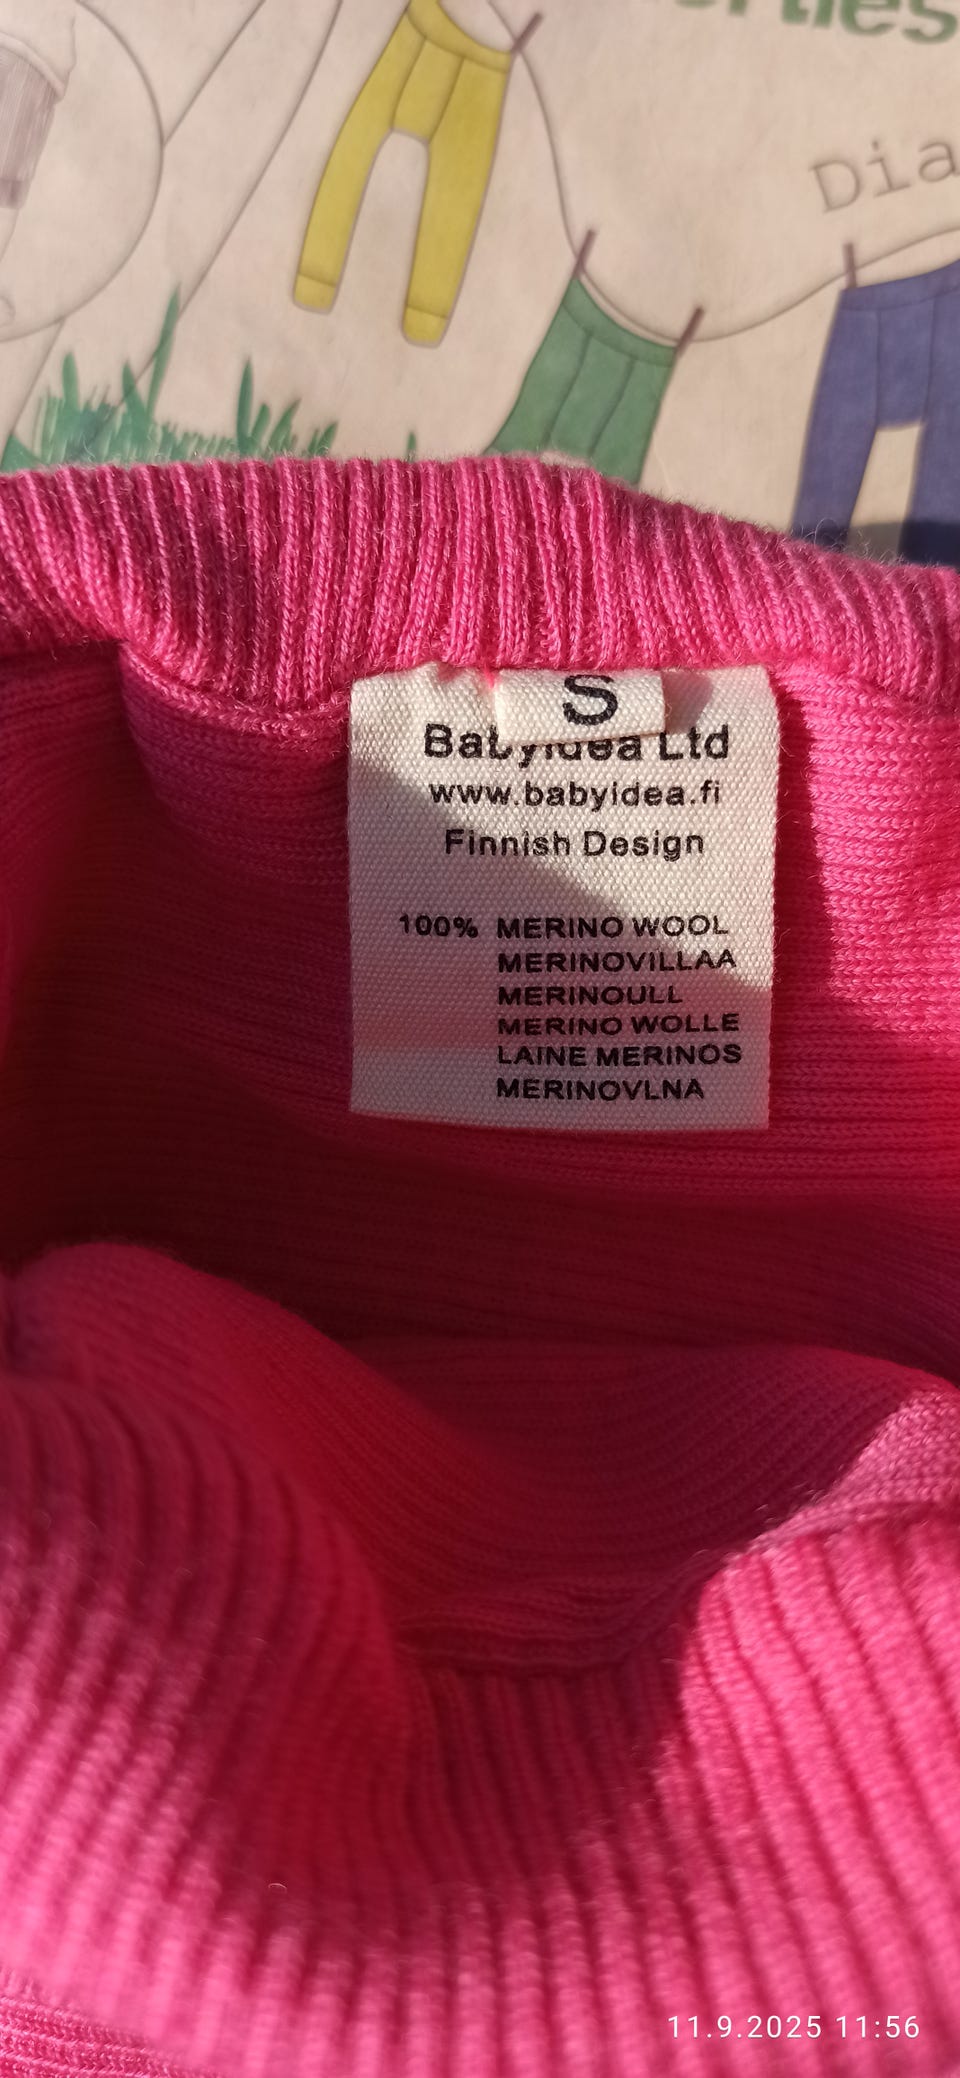 Dia
S
Babyidea Ltd
www.babyidea.fi
Finnish Design
100% MERINO WOOL
MERINOVILLAA
MERINOULL
MERINO WOLLE
LAINE MERINOS
MERINOVLNA
11.9.2025 11:56